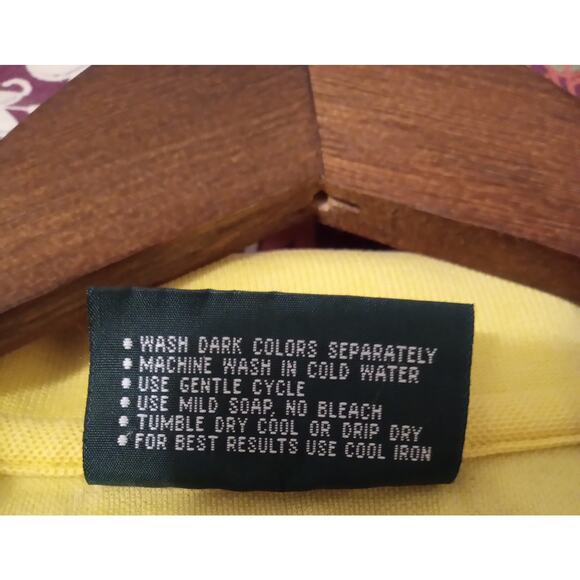 • WASH DARK COLORS SEPARATELY
• MACHINE WASH IN COLD WATER
• USE GENTLE CYCLE
• USE MILD SOAP, NO BLEACH
• TUMBLE DRY COOL OR DRIP DRY
• FOR BEST RESULTS USE COOL IRON